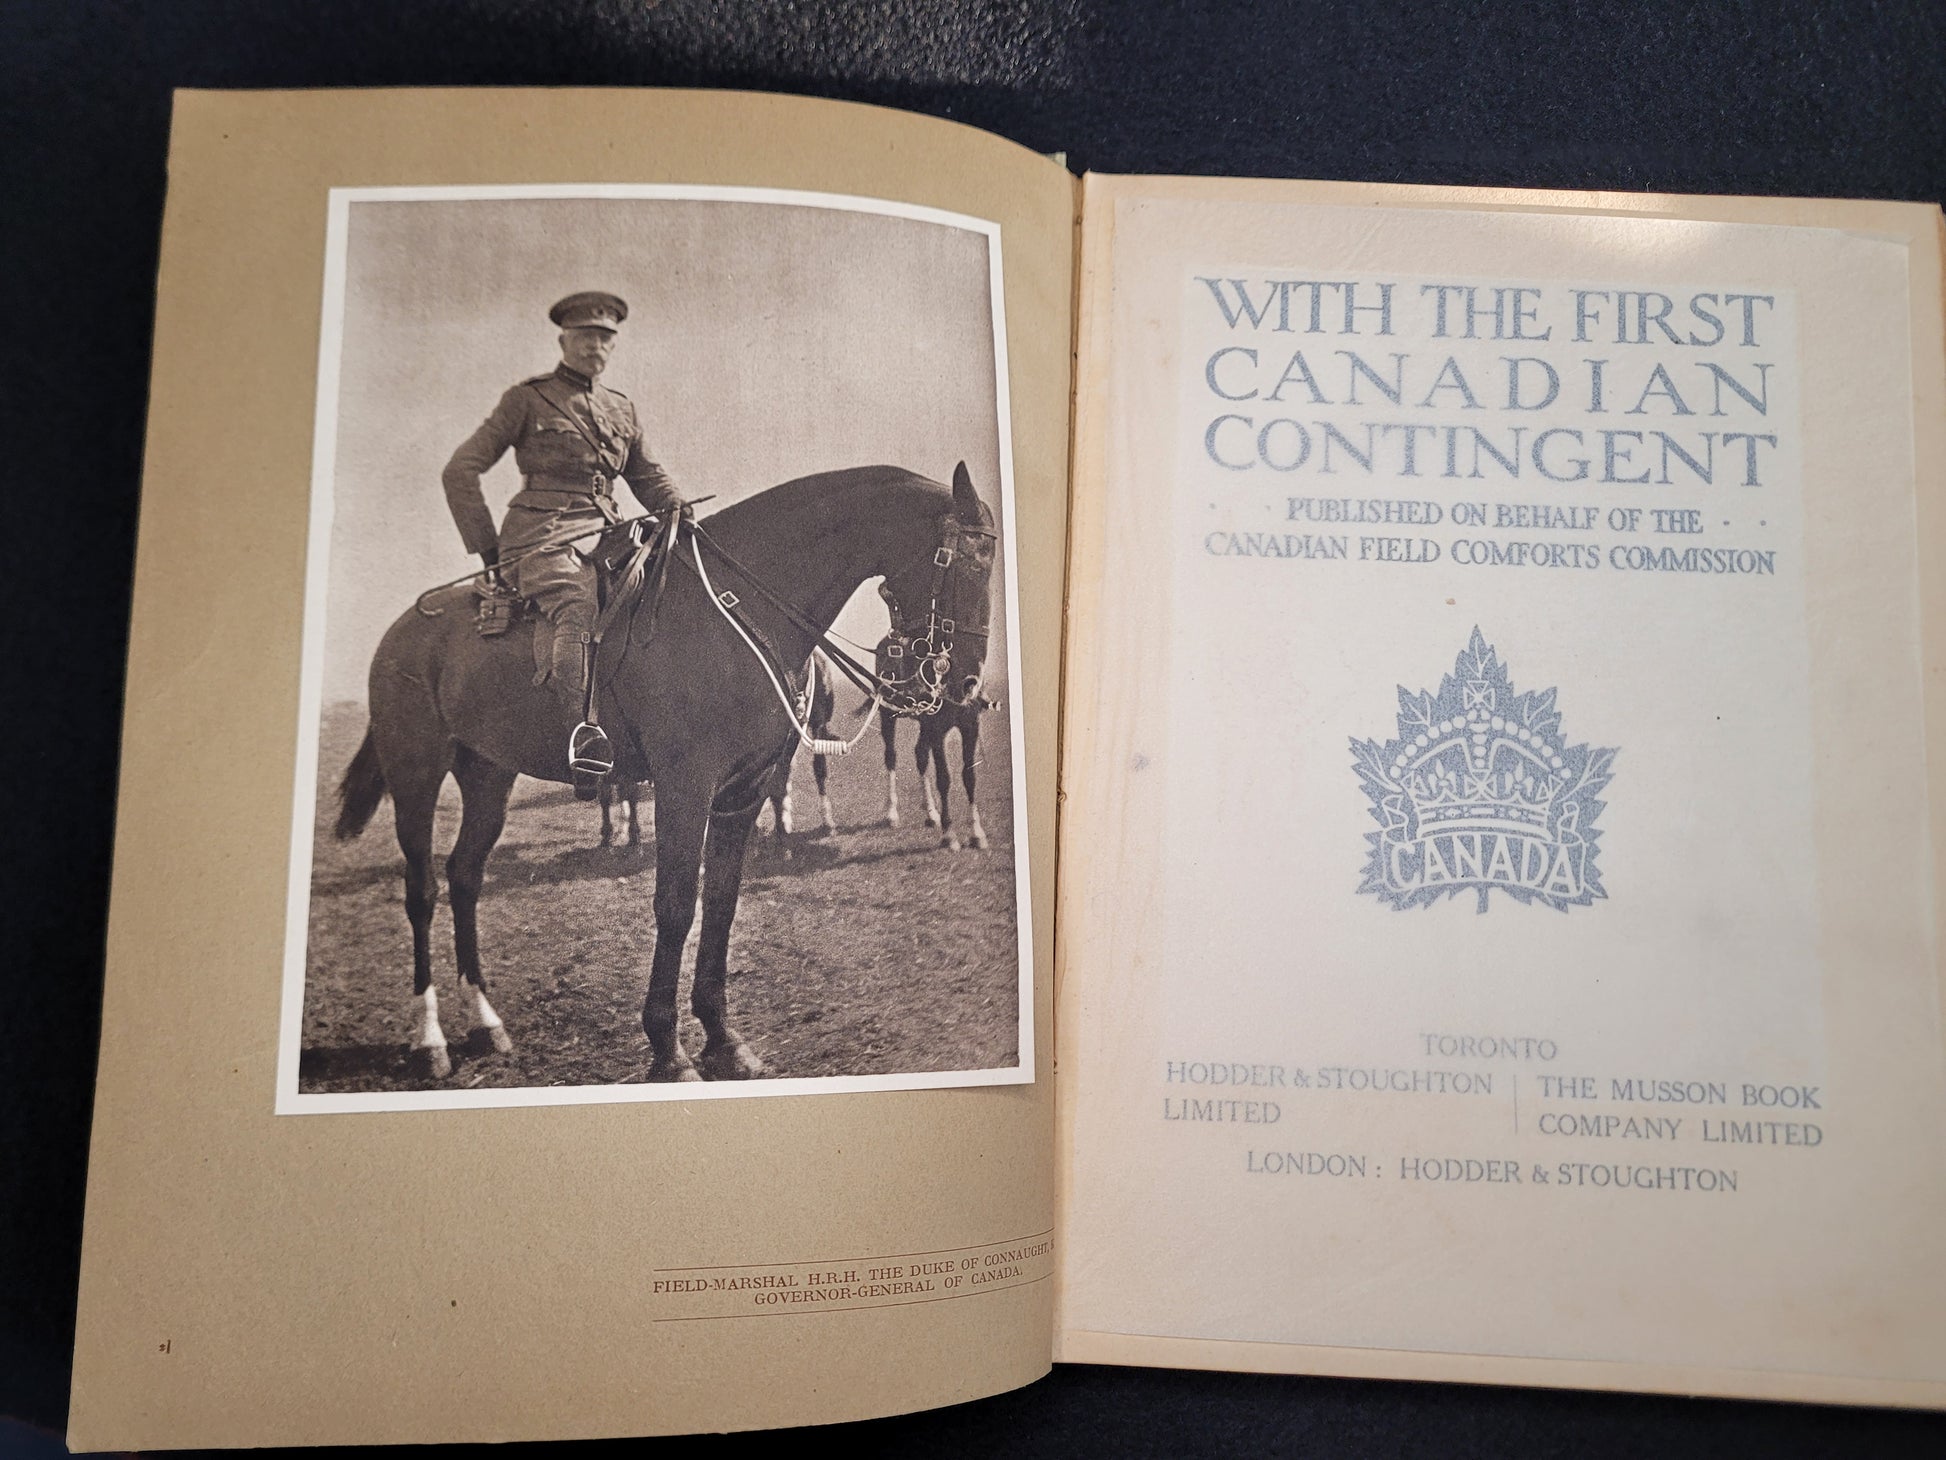 FIELD-MARSHAL H.R.H. THE DUKE OF CONNAUGHT,
GOVERNOR-GENERAL OF CANADA.
WITH THE FIRST
CANADIAN
CONTINGENT
· · PUBLISHED ON BEHALF OF THE · ·
CANADIAN FIELD COMFORTS COMMISSION
CANADA
TORONTO
HODDER & STOUGHTON
LIMITED
THE MUSSON BOOK
COMPANY LIMITED
LONDON: HODDER & STOUGHTON